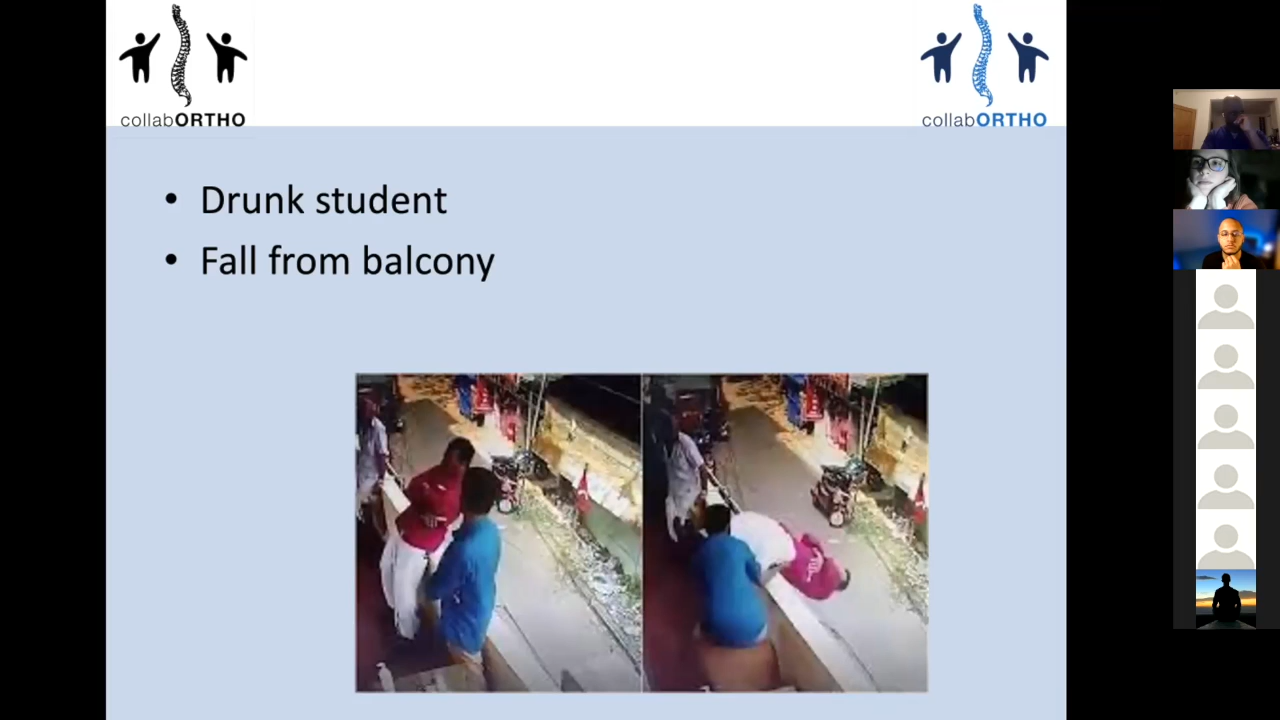 collabORTHO
collabORTHO
• Drunk student
• Fall from balcony